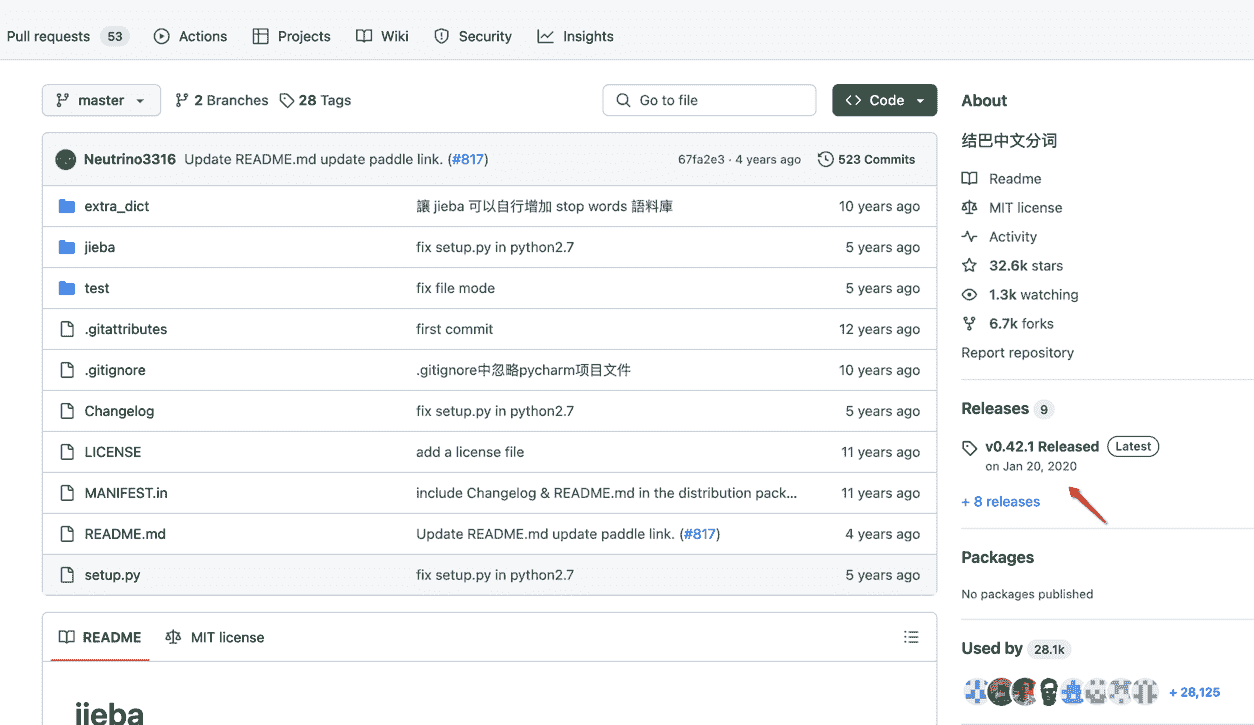 Pull requests 53 Actions Projects Wiki Security Insights
master 2 Branches 28 Tags Go to file Code
Neutrino3316 Update README.md update paddle link. (#817) 67fa2e3 · 4 years ago 523 Commits
extra_dict 讓 jieba 可以自行增加 stop words 語料庫 10 years ago
jieba fix setup.py in python2.7 5 years ago
test fix file mode 5 years ago
.gitattributes first commit 12 years ago
.gitignore .gitignore中忽略pycharm项目文件 10 years ago
Changelog fix setup.py in python2.7 5 years ago
LICENSE add a license file 11 years ago
MANIFEST.in include Changelog & README.md in the distribution pack... 11 years ago
README.md Update README.md update paddle link. (#817) 4 years ago
setup.py fix setup.py in python2.7 5 years ago
README MIT license
jieba
About
结巴中文分词
Readme
MIT license
Activity
32.6k stars
1.3k watching
6.7k forks
Report repository
Releases 9
v0.42.1 Released Latest
on Jan 20, 2020
+ 8 releases
Packages
No packages published
Used by 28.1k
+ 28,125